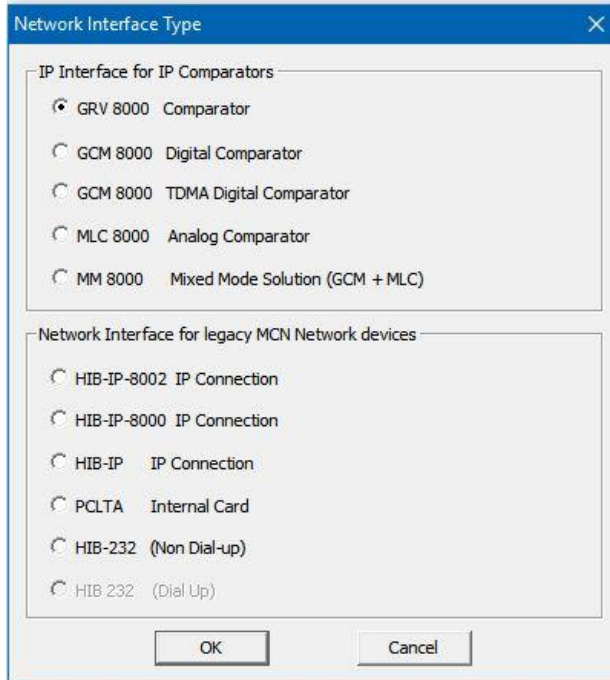 Network Interface Type
IP Interface for IP Comparators
GRV 8000 Comparator
GCM 8000 Digital Comparator
GCM 8000 TDMA Digital Comparator
MLC 8000 Analog Comparator
MM 8000 Mixed Mode Solution (GCM + MLC)
Network Interface for legacy MCN Network devices
HIB-IP-8002 IP Connection
HIB-IP-8000 IP Connection
HIB-IP IP Connection
PCLTA Internal Card
HIB-232 (Non Dial-up)
HIB 232 (Dial Up)
OK Cancel